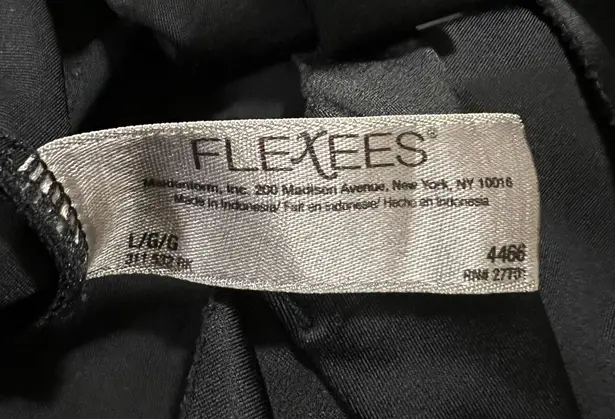 FLEXEES®
Maidenform, Inc. 200 Madison Avenue, New York, NY 10016
Made in Indonesia/ Fait en Indonesie/ Hecho en Indonesia
L/G/G
4466
RN#